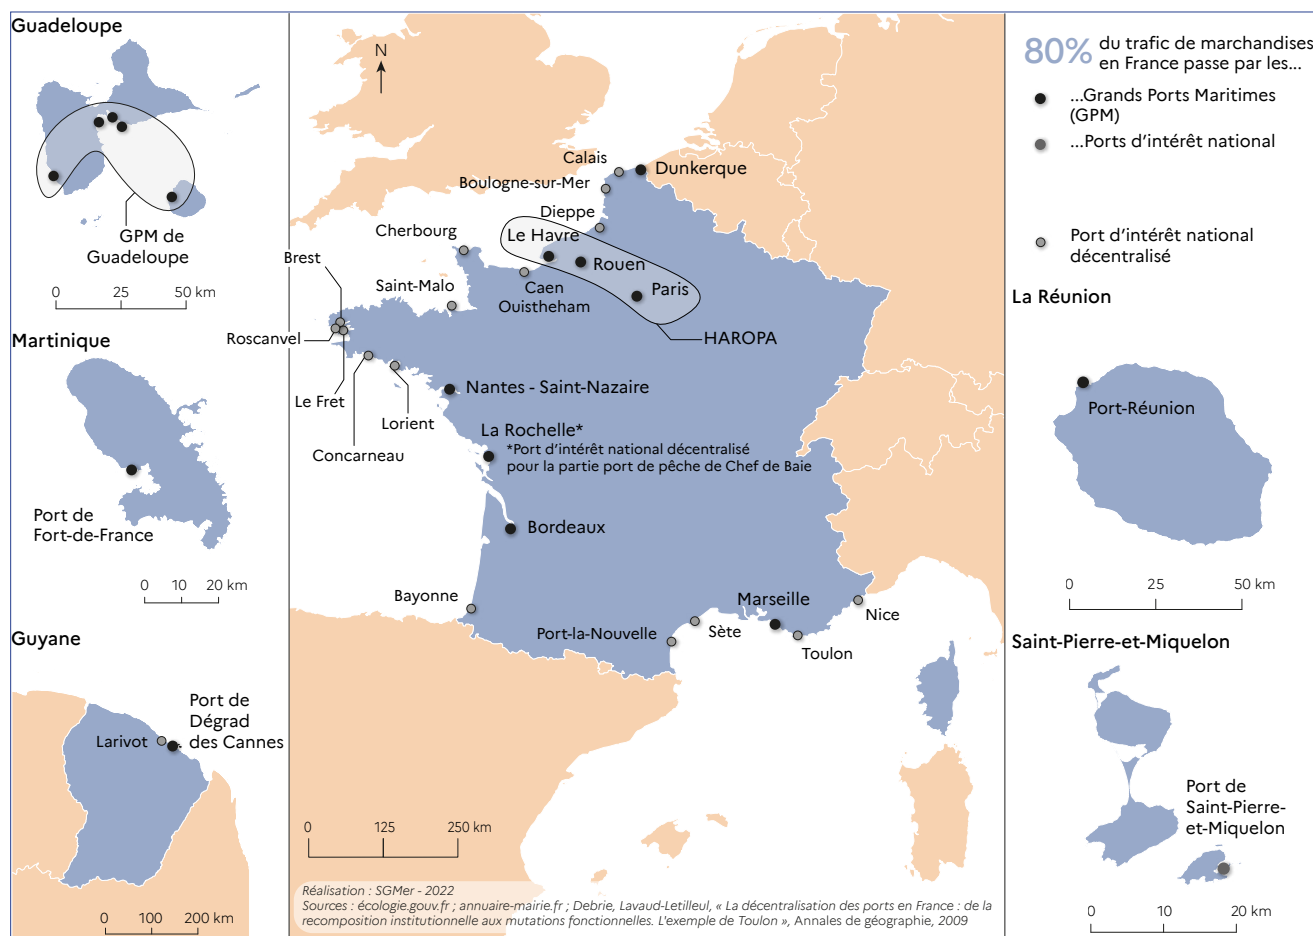 Guadeloupe
GPM de
Guadeloupe
0 25 50 km
Martinique
Port de
Fort-de-France
0 10 20 km
Guyane
Port de
Dégrad
des Cannes
Larivot
0 100 200 km
N
Calais
Dunkerque
Boulogne-sur-Mer
Dieppe
Cherbourg
Le Havre
Rouen
Brest
Saint-Malo
Caen
Ouistheham
Paris
Roscanvel
HAROPA
Le Fret
Lorient
Concarneau
Nantes - Saint-Nazaire
La Rochelle*
*Port d'intérêt national décentralisé
pour la partie port de pêche de Chef de Baie
Bordeaux
Bayonne
Marseille
Nice
Port-la-Nouvelle
Sète
Toulon
0 125 250 km
Réalisation : SGMer - 2022
Sources : écologie.gouv.fr ; annuaire-mairie.fr ; Debrie, Lavaud-Letilleul, « La décentralisation des ports en France : de la
recomposition institutionnelle aux mutations fonctionnelles. L'exemple de Toulon », Annales de géographie, 2009
80% du trafic de marchandises
en France passe par les...
...Grands Ports Maritimes
(GPM)
...Ports d'intérêt national
Port d'intérêt national
décentralisé
La Réunion
Port-Réunion
0 25 50 km
Saint-Pierre-et-Miquelon
Port de
Saint-Pierre-
et-Miquelon
0 10 20 km